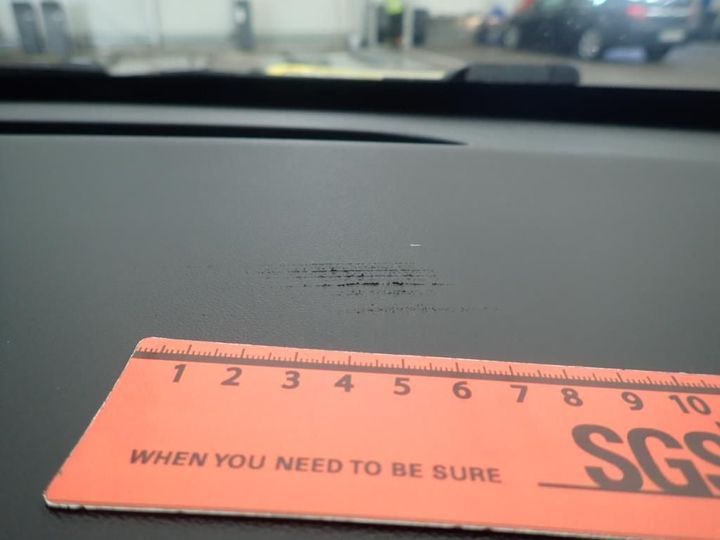 1 2 3 4 5 6 7 8 9 10
SGS
WHEN YOU NEED TO BE SURE